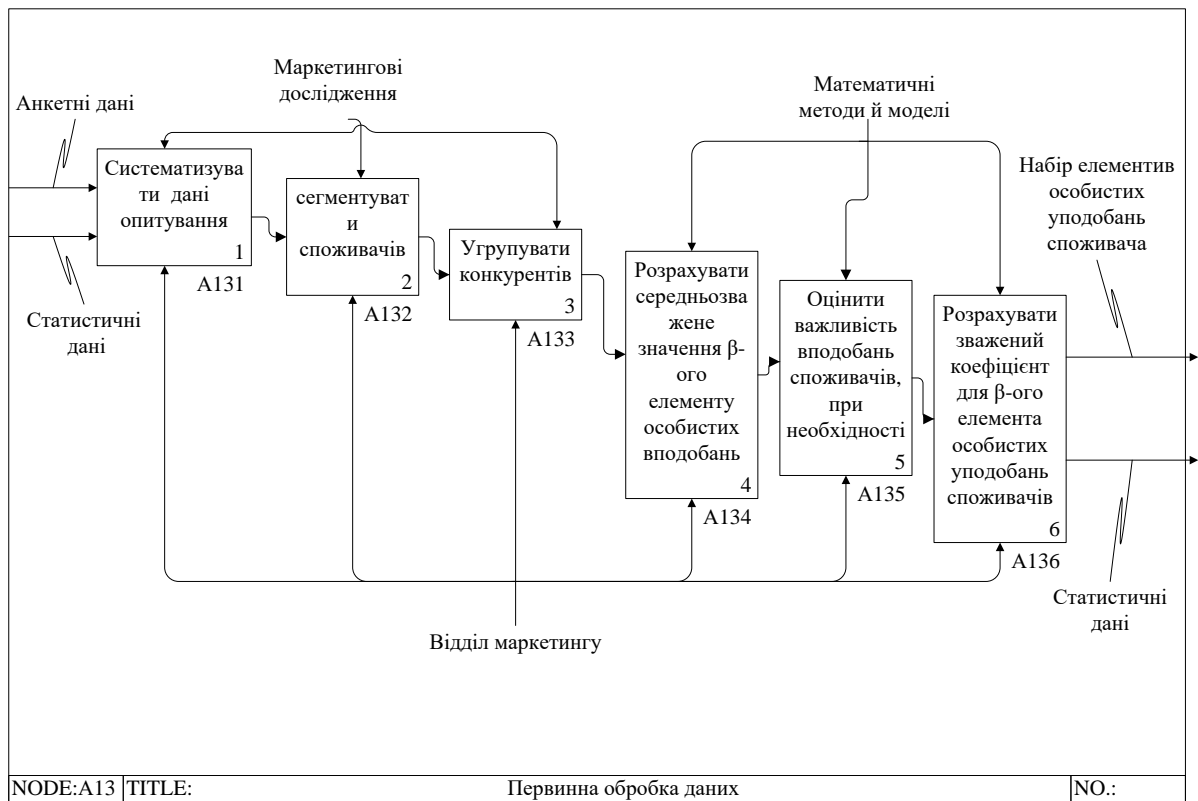 Маркетингові
дослідження
Математичні
методи й моделі
Анкетні дані
Статистичні
дані
Систематизува
ти дані
опитування
1
A131
сегментуват
и
споживачів
2
A132
Угрупувати
конкурентів
3
A133
Розрахувати
середньозва
жене
значення β-
ого
елементу
особистих
вподобань
4
A134
Оцінити
важливість
вподобань
споживачів,
при
необхідності
5
A135
Розрахувати
зважений
коефіцієнт
для β-ого
елемента
особистих
уподобань
споживачів
6
A136
Набір елементив
особистих
уподобань
споживача
Статистичні
дані
Відділ маркетингу
NODE:A13 TITLE: Первинна обробка даних NO.: